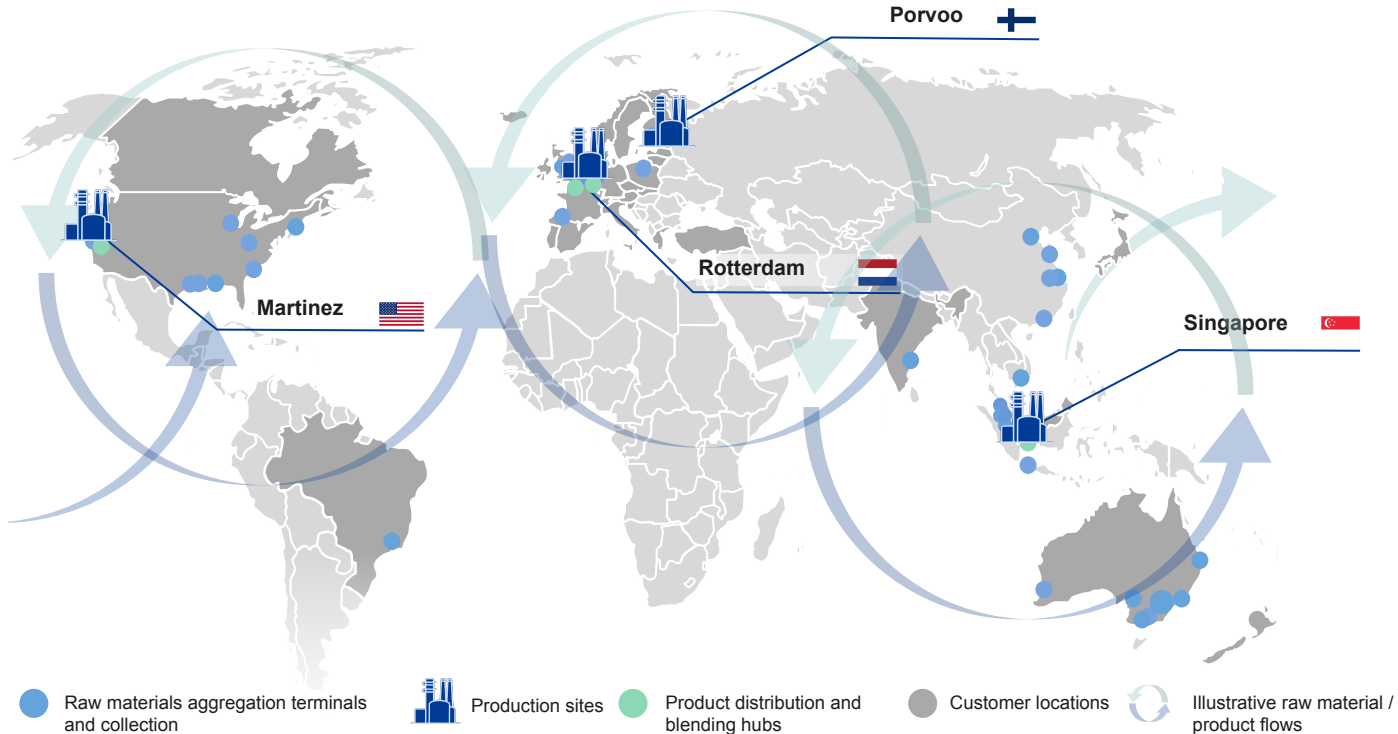 Porvoo
Rotterdam
Martinez
Singapore
Raw materials aggregation terminals
and collection
Production sites
Product distribution and
blending hubs
Customer locations
Illustrative raw material /
product flows